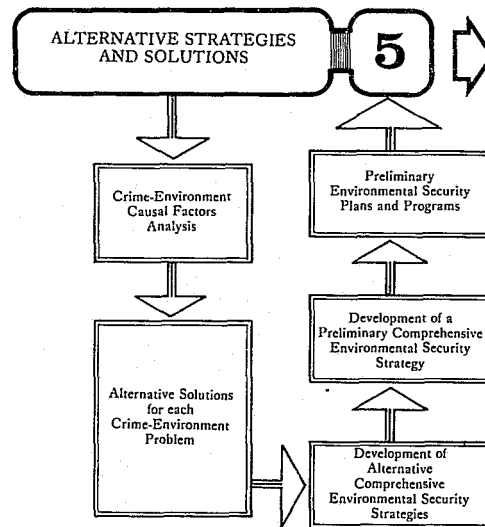 ALTERNATIVE STRATEGIES
AND SOLUTIONS
5
Crime-Environment
Causal Factors
Analysis
Alternative Solutions
for each
Crime-Environment
Problem
Development of
Alternative
Comprehensive
Environmental Security
Strategies
Development of a
Preliminary Comprehensive
Environmental Security
Strategy
Preliminary
Environmental Security
Plans and Programs